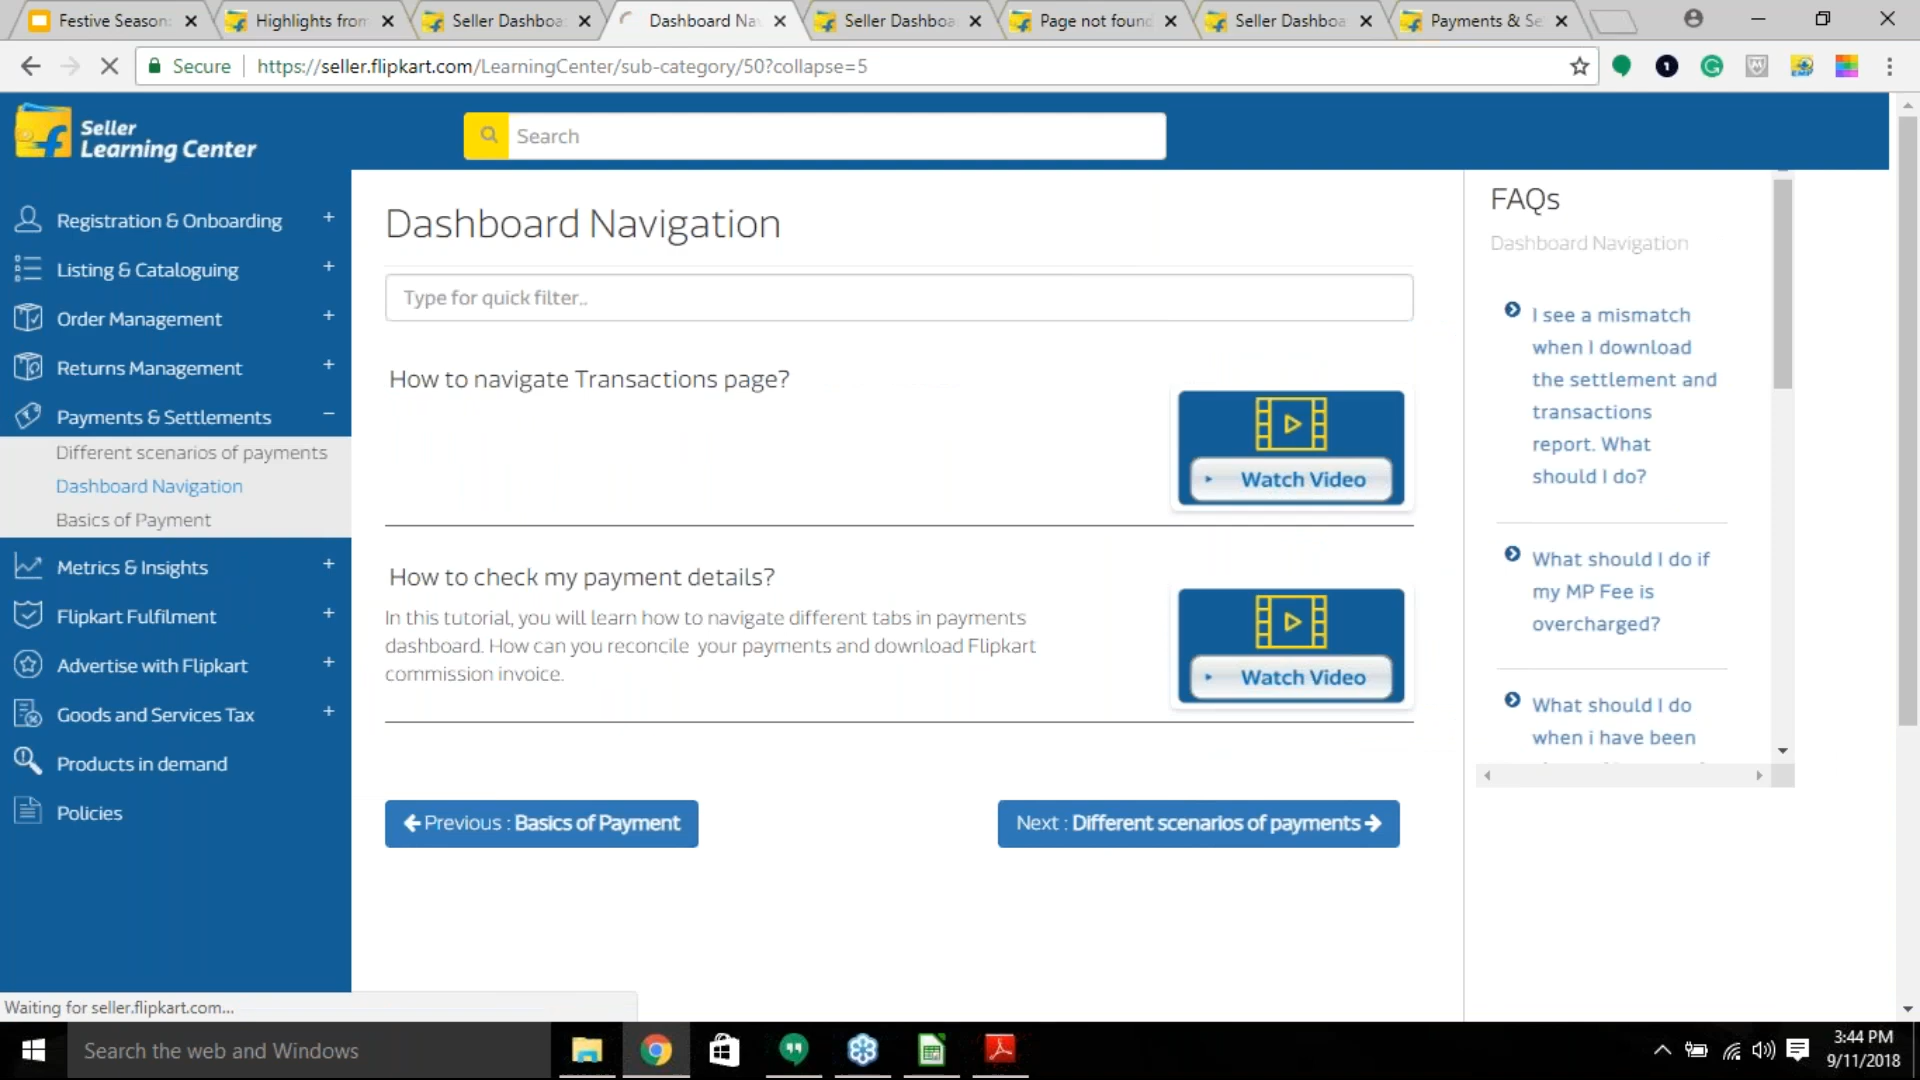 Festive Season
Highlights from
Seller Dashboa
Dashboard Nav
Seller Dashboa
Page not found
Seller Dashboa
Payments & Se
Secure
https://seller.flipkart.com/LearningCenter/sub-category/50?collapse=5
Seller
Learning Center
Search
Registration & Onboarding +
Listing & Cataloguing +
Order Management +
Returns Management +
Payments & Settlements −
Different scenarios of payments
Dashboard Navigation
Basics of Payment
Metrics & Insights +
Flipkart Fulfilment +
Advertise with Flipkart +
Goods and Services Tax +
Products in demand
Policies
Dashboard Navigation
Type for quick filter..
How to navigate Transactions page?
Watch Video
How to check my payment details?
In this tutorial, you will learn how to navigate different tabs in payments
dashboard. How can you reconcile your payments and download Flipkart
commission invoice.
Watch Video
Previous : Basics of Payment
Next : Different scenarios of payments
FAQs
Dashboard Navigation
I see a mismatch
when I download
the settlement and
transactions
report. What
should I do?
What should I do if
my MP Fee is
overcharged?
What should I do
when i have been
Waiting for seller.flipkart.com...
Search the web and Windows
3:44 PM
9/11/2018